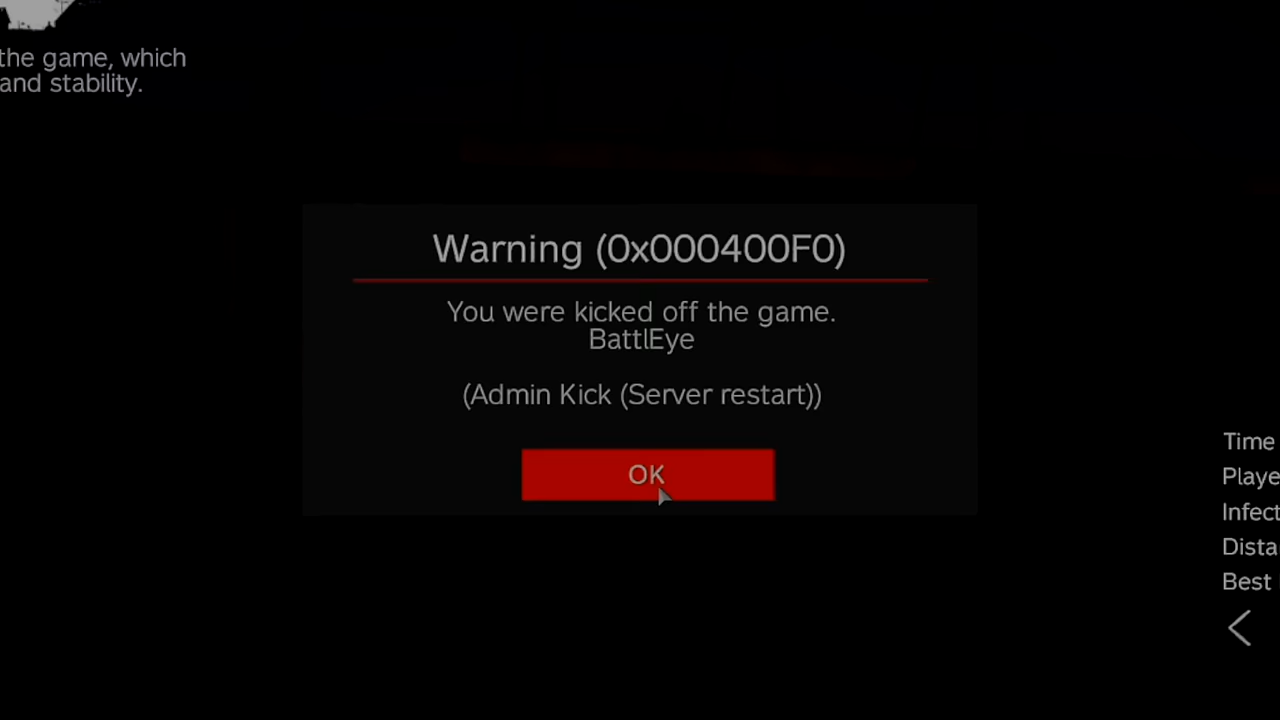 the game, which
and stability.
Warning (0x000400F0)
You were kicked off the game.
BattlEye
(Admin Kick (Server restart))
OK
Time
Playe
Infect
Dista
Best